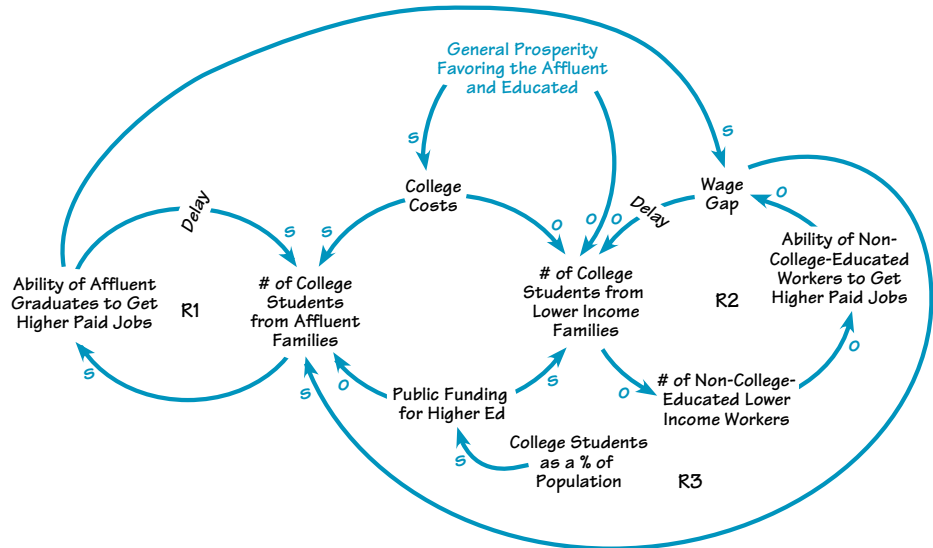 General Prosperity
Favoring the Affluent
and Educated
s
s
College
Costs
Wage
Gap
o
Delay
s
s
o
o
o
Delay
Ability of Non-
College-Educated
Workers to Get
Higher Paid Jobs
Ability of Affluent
Graduates to Get
Higher Paid Jobs
R1
# of College
Students
from Affluent
Families
# of College
Students from
Lower Income
Families
R2
s
s
o
Public Funding
for Higher Ed
s
o
# of Non-College-
Educated Lower
Income Workers
o
s
College Students
as a % of
Population
R3